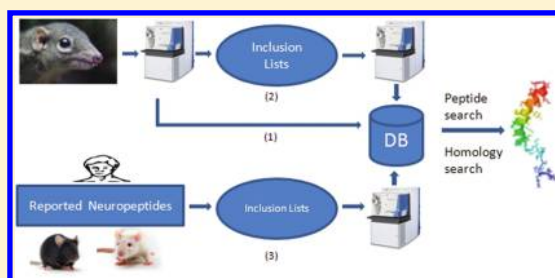 Inclusion
Lists
(2)
(1)
DB
Peptide
search
Homology
search
Reported Neuropeptides
Inclusion Lists
(3)